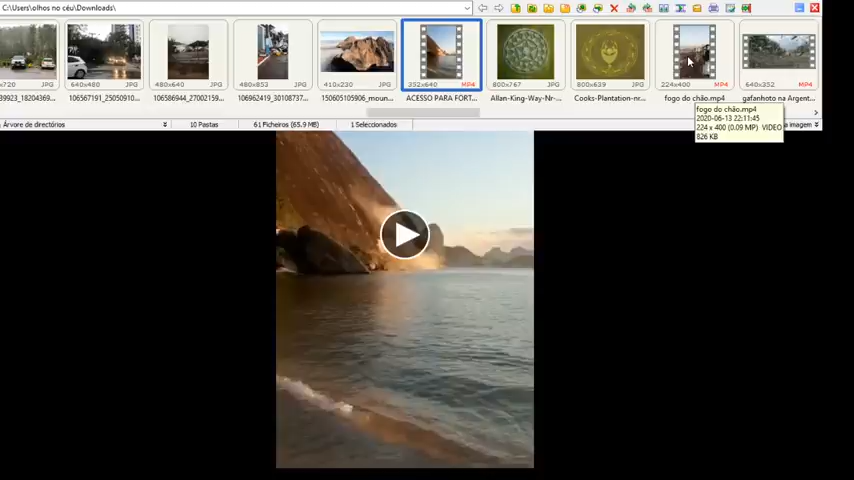 C:\Users\olhos no céu\Downloads\
x720 JPG
640x480 JPG
480x640 JPG
480x853 JPG
410x230 JPG
352x640 MP4
800x767 JPG
800x639 JPG
224x400 MP4
640x352 MP4
39923_18204369...
106567191_25050910...
106586944_27002159...
106962419_30108737...
150605105906_moun...
ACESSO PARA FORT...
Allan-King-Way-Nr-...
Cooks-Plantation-nr...
fogo do chão.mp4
gafanhoto na Argent...
fogo do chão.mp4
2020-06-13 22:11:45
224 x 400 (0.09 MP) VIDEO
826 KB
Árvore de directórios
10 Pastas
61 Ficheiros (65.9 MB)
1 Seleccionados
a imagem